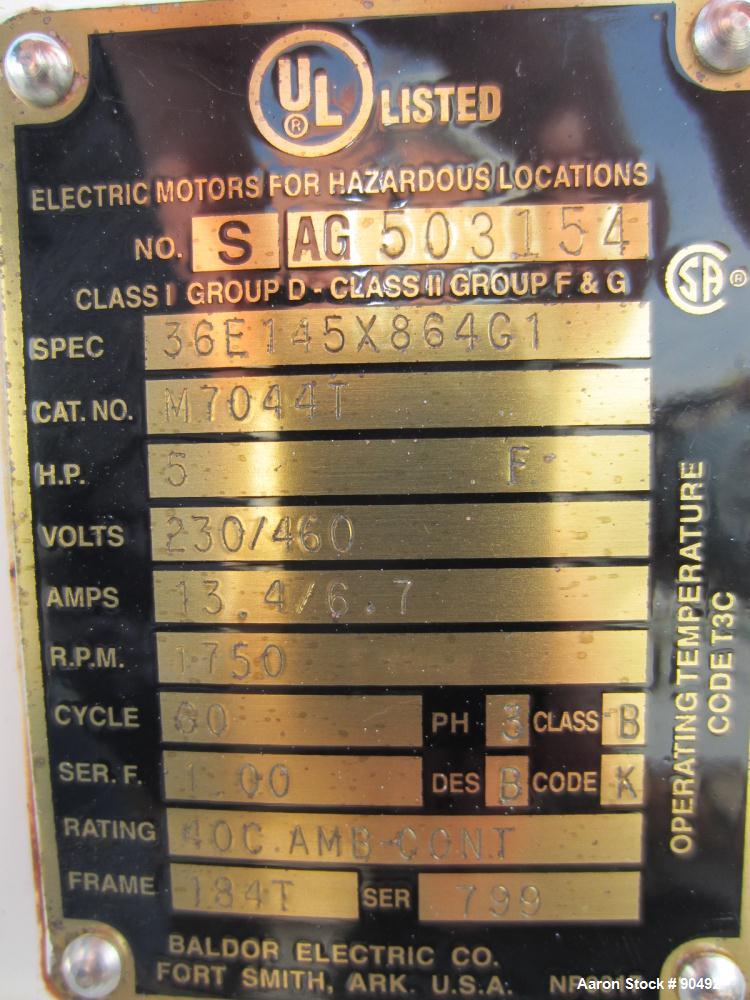 UL ® LISTED
ELECTRIC MOTORS FOR HAZARDOUS LOCATIONS
NO. S AG 503154
CLASS I GROUP D - CLASS II GROUP F & G
SA ®
SPEC 36E145X864G1
CAT. NO. M7044T
H.P. 5 F
VOLTS 230/460
AMPS 13.4/6.7
R.P.M. 1750
CYCLE 60 PH 3 CLASS B
SER. F. 1.00 DES B CODE K
RATING 40C AMB-CONT
FRAME 184T SER 799
OPERATING TEMPERATURE
CODE T3C
BALDOR ELECTRIC CO.
FORT SMITH, ARK. U.S.A.
Aaron Stock #